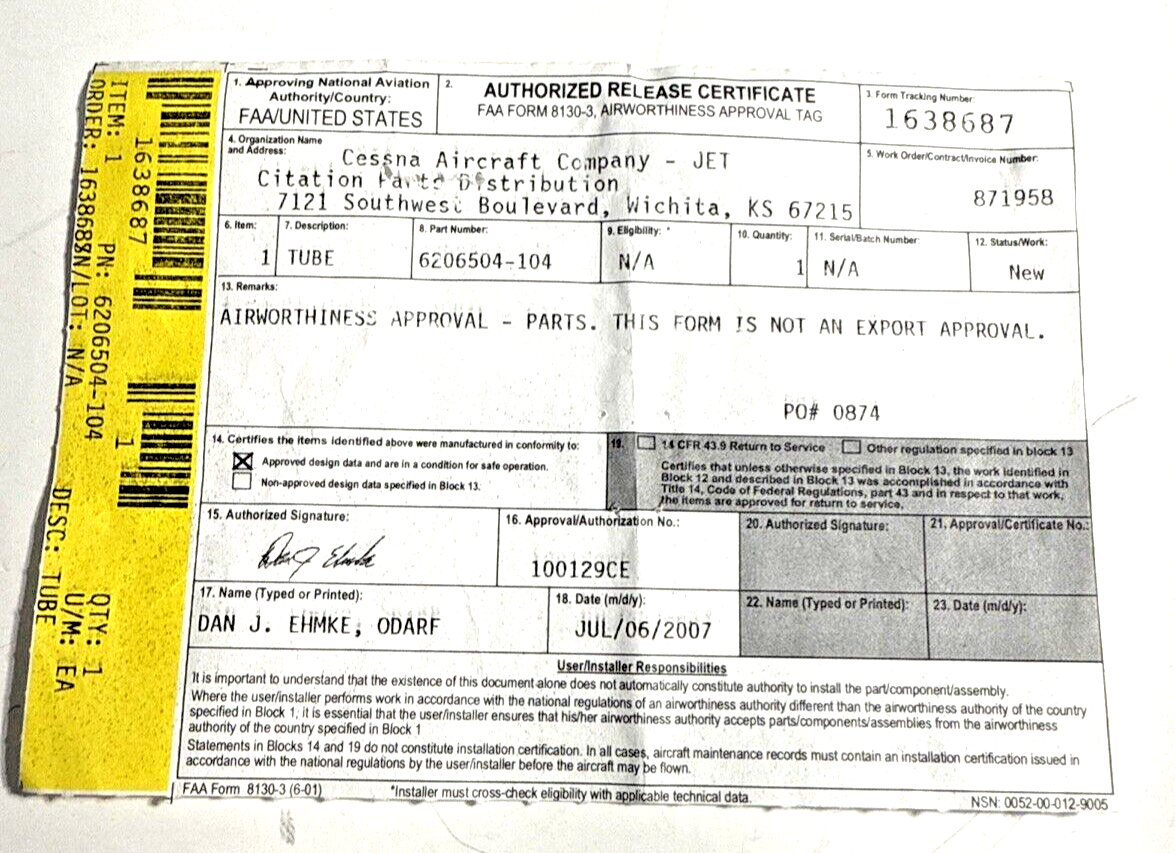 ITEM: 1 PN: 6206504-104 QTY: 1
ORDER: 1638688N/LOT: N/A DESC: TUBE U/M: EA
1638687
1
1. Approving National Aviation
Authority/Country:
FAA/UNITED STATES
2.
AUTHORIZED RELEASE CERTIFICATE
FAA FORM 8130-3, AIRWORTHINESS APPROVAL TAG
3. Form Tracking Number:
1638687
4. Organization Name
and Address:
Cessna Aircraft Company - JET
Citation Parts Distribution
7121 Southwest Boulevard, Wichita, KS 67215
5. Work Order/Contract/Invoice Number:
871958
6. Item:
1
7. Description:
TUBE
8. Part Number:
6206504-104
9. Eligibility: *
N/A
10. Quantity:
1
11. Serial/Batch Number:
N/A
12. Status/Work:
New
13. Remarks:
AIRWORTHINESS APPROVAL - PARTS. THIS FORM IS NOT AN EXPORT APPROVAL.
PO# 0874
14. Certifies the items identified above were manufactured in conformity to:
Approved design data and are in a condition for safe operation.
Non-approved design data specified in Block 13.
19. 14 CFR 43.9 Return to Service Other regulation specified in block 13
Certifies that unless otherwise specified in Block 13, the work identified in
Block 12 and described in Block 13 was accomplished in accordance with
Title 14, Code of Federal Regulations, part 43 and in respect to that work,
the items are approved for return to service.
15. Authorized Signature:
16. Approval/Authorization No.:
100129CE
20. Authorized Signature:
21. Approval/Certificate No.:
17. Name (Typed or Printed):
DAN J. EHMKE, ODARF
18. Date (m/d/y):
JUL/06/2007
22. Name (Typed or Printed):
23. Date (m/d/y):
User/Installer Responsibilities
It is important to understand that the existence of this document alone does not automatically constitute authority to install the part/component/assembly.
Where the user/installer performs work in accordance with the national regulations of an airworthiness authority different than the airworthiness authority of the country
specified in Block 1, it is essential that the user/installer ensures that his/her airworthiness authority accepts parts/components/assemblies from the airworthiness
authority of the country specified in Block 1
Statements in Blocks 14 and 19 do not constitute installation certification. In all cases, aircraft maintenance records must contain an installation certification issued in
accordance with the national regulations by the user/installer before the aircraft may be flown.
FAA Form 8130-3 (6-01)
*Installer must cross-check eligibility with applicable technical data.
NSN: 0052-00-012-9005